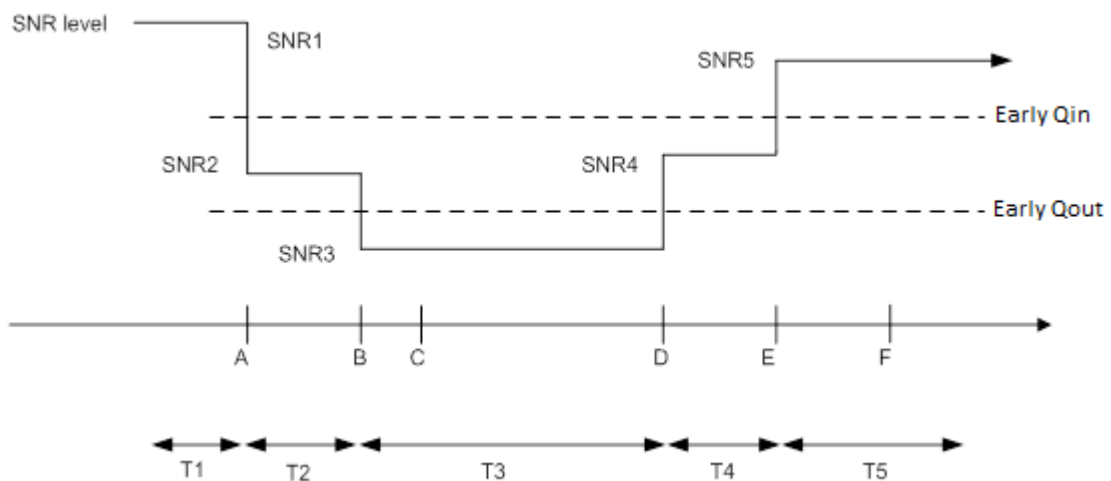 SNR level
SNR1
SNR5
Early Qin
SNR2
SNR4
Early Qout
SNR3
A B C D E F
T1 T2 T3 T4 T5